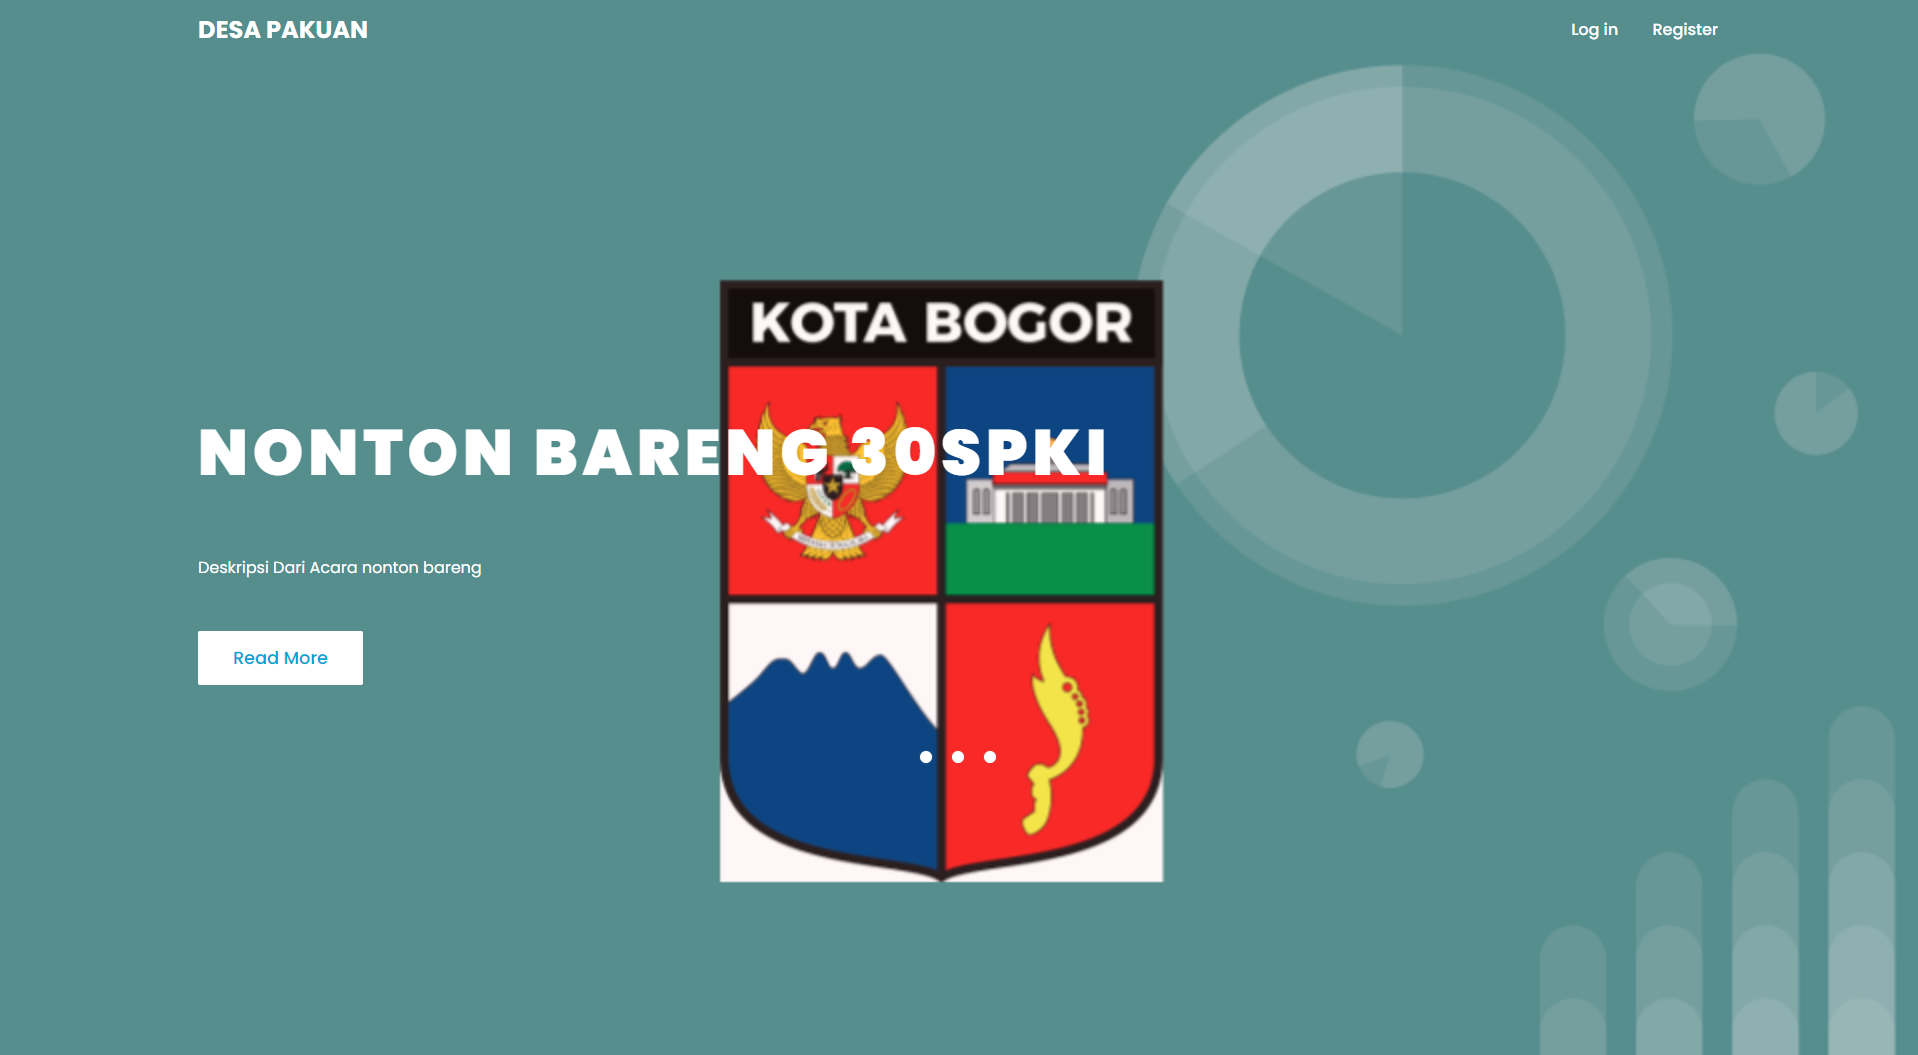 DESA PAKUAN
Log in
Register
KOTA BOGOR
NONTON BARENG 30SPKI
Deskripsi Dari Acara nonton bareng
Read More